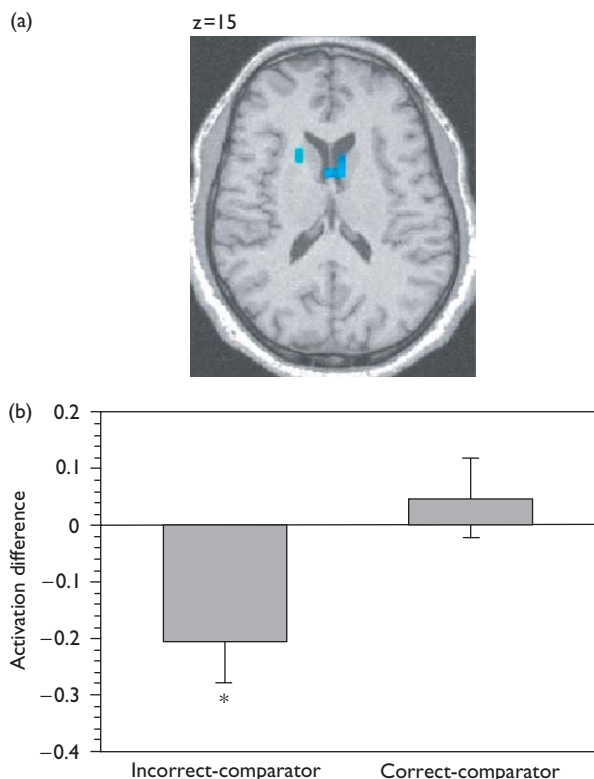 (a)
z=15
(b)
0.2
0.1
0
−0.1
−0.2
−0.3
−0.4
Activation difference
*
Incorrect-comparator Correct-comparator